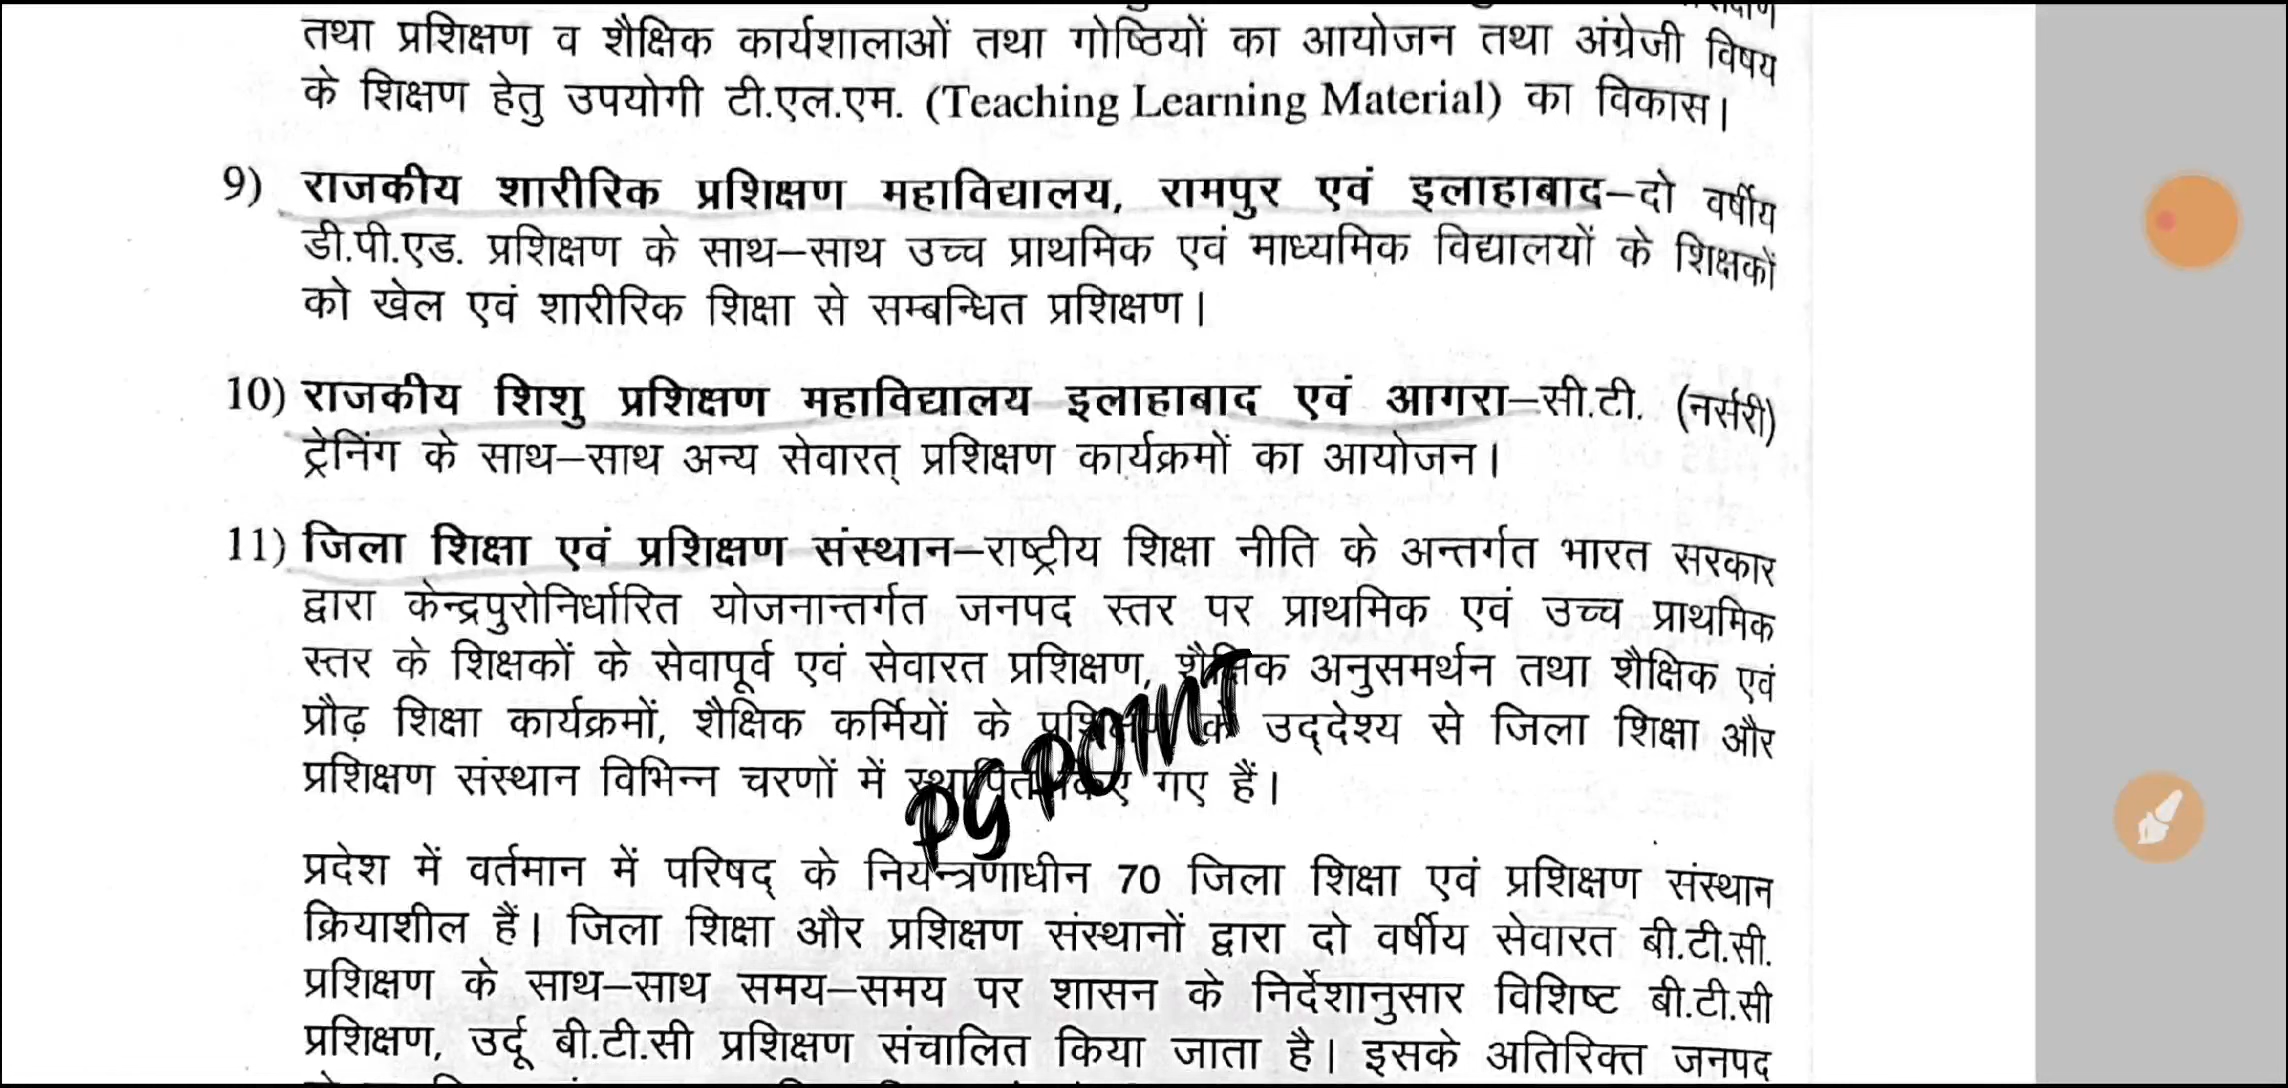 तथा प्रशिक्षण व शैक्षिक कार्यशालाओं तथा गोष्ठियों का आयोजन तथा अंग्रेजी विषय
के शिक्षण हेतु उपयोगी टी.एल.एम. (Teaching Learning Material) का विकास।
9) राजकीय शारीरिक प्रशिक्षण महाविद्यालय, रामपुर एवं इलाहाबाद–दो वर्षीय
डी.पी.एड. प्रशिक्षण के साथ–साथ उच्च प्राथमिक एवं माध्यमिक विद्यालयों के शिक्षकों
को खेल एवं शारीरिक शिक्षा से सम्बन्धित प्रशिक्षण।
10) राजकीय शिशु प्रशिक्षण महाविद्यालय इलाहाबाद एवं आगरा–सी.टी. (नर्सरी)
ट्रेनिंग के साथ–साथ अन्य सेवारत् प्रशिक्षण कार्यक्रमों का आयोजन।
11) जिला शिक्षा एवं प्रशिक्षण संस्थान–राष्ट्रीय शिक्षा नीति के अन्तर्गत भारत सरकार
द्वारा केन्द्रपुरोनिर्धारित योजनान्तर्गत जनपद स्तर पर प्राथमिक एवं उच्च प्राथमिक
स्तर के शिक्षकों के सेवापूर्व एवं सेवारत प्रशिक्षण, शैक्षिक अनुसमर्थन तथा शैक्षिक एवं
प्रौढ़ शिक्षा कार्यक्रमों, शैक्षिक कर्मियों के प्रशिक्षण के उद्देश्य से जिला शिक्षा और
प्रशिक्षण संस्थान विभिन्न चरणों में स्थापित किए गए हैं।
PG POINT
प्रदेश में वर्तमान में परिषद् के नियन्त्रणाधीन 70 जिला शिक्षा एवं प्रशिक्षण संस्थान
क्रियाशील हैं। जिला शिक्षा और प्रशिक्षण संस्थानों द्वारा दो वर्षीय सेवारत बी.टी.सी.
प्रशिक्षण के साथ–साथ समय–समय पर शासन के निर्देशानुसार विशिष्ट बी.टी.सी
प्रशिक्षण, उर्दू बी.टी.सी प्रशिक्षण संचालित किया जाता है। इसके अतिरिक्त जनपद